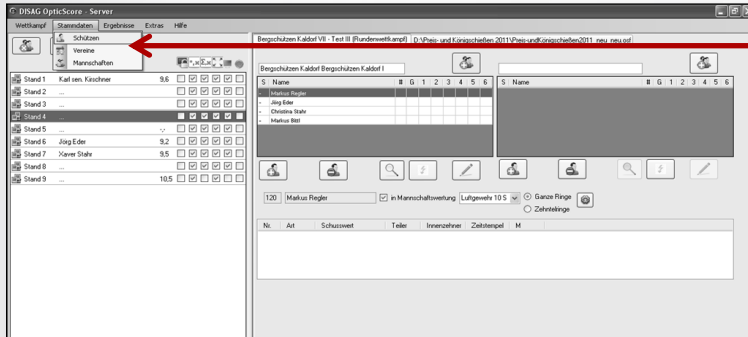 DISAG OpticScore - Server
Wettkampf Stammdaten Ergebnisse Extras Hilfe
Schützen
Vereine
Mannschaften
Bergschützen Kaldorf VII - Test III (Rundenwettkampf) D:\Preis- und Königschießen 2011\Preis-undKönigschießen2011_neu_neu.ost
Bergschützen Kaldorf Bergschützen Kaldorf I
S Name # G 1 2 3 4 5 6
S Name # G 1 2 3 4 5 6
- Markus Regler
- Jörg Eder
- Christina Stahr
- Markus Bittl
Stand 1 Karl sen. Kirschner 9,6
Stand 2 ...
Stand 3 ...
Stand 4 ...
Stand 5 ... -,-
Stand 6 Jörg Eder 9,2
Stand 7 Xaver Stahr 9,5
Stand 8 ...
Stand 9 ... 10,5
120 Markus Regler in Mannschaftswertung Luftgewehr 10 S Ganze Ringe
Zehntelringe
Nr. Art Schusswert Teiler Innenzehner Zeitstempel M